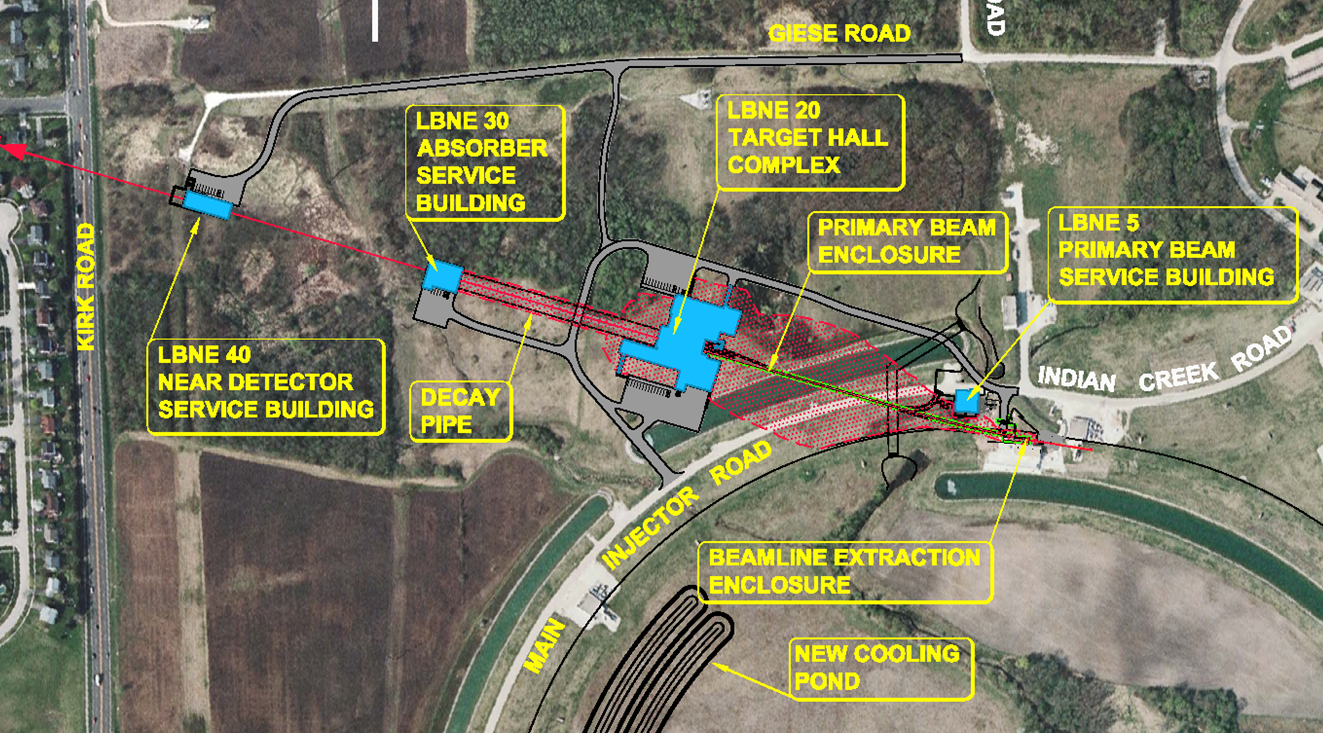 GIESE ROAD
LBNE 30
ABSORBER
SERVICE
BUILDING
LBNE 20
TARGET HALL
COMPLEX
PRIMARY BEAM
ENCLOSURE
LBNE 5
PRIMARY BEAM
SERVICE BUILDING
KIRK ROAD
LBNE 40
NEAR DETECTOR
SERVICE BUILDING
DECAY
PIPE
INDIAN CREEK ROAD
MAIN INJECTOR ROAD
BEAMLINE EXTRACTION
ENCLOSURE
NEW COOLING
POND